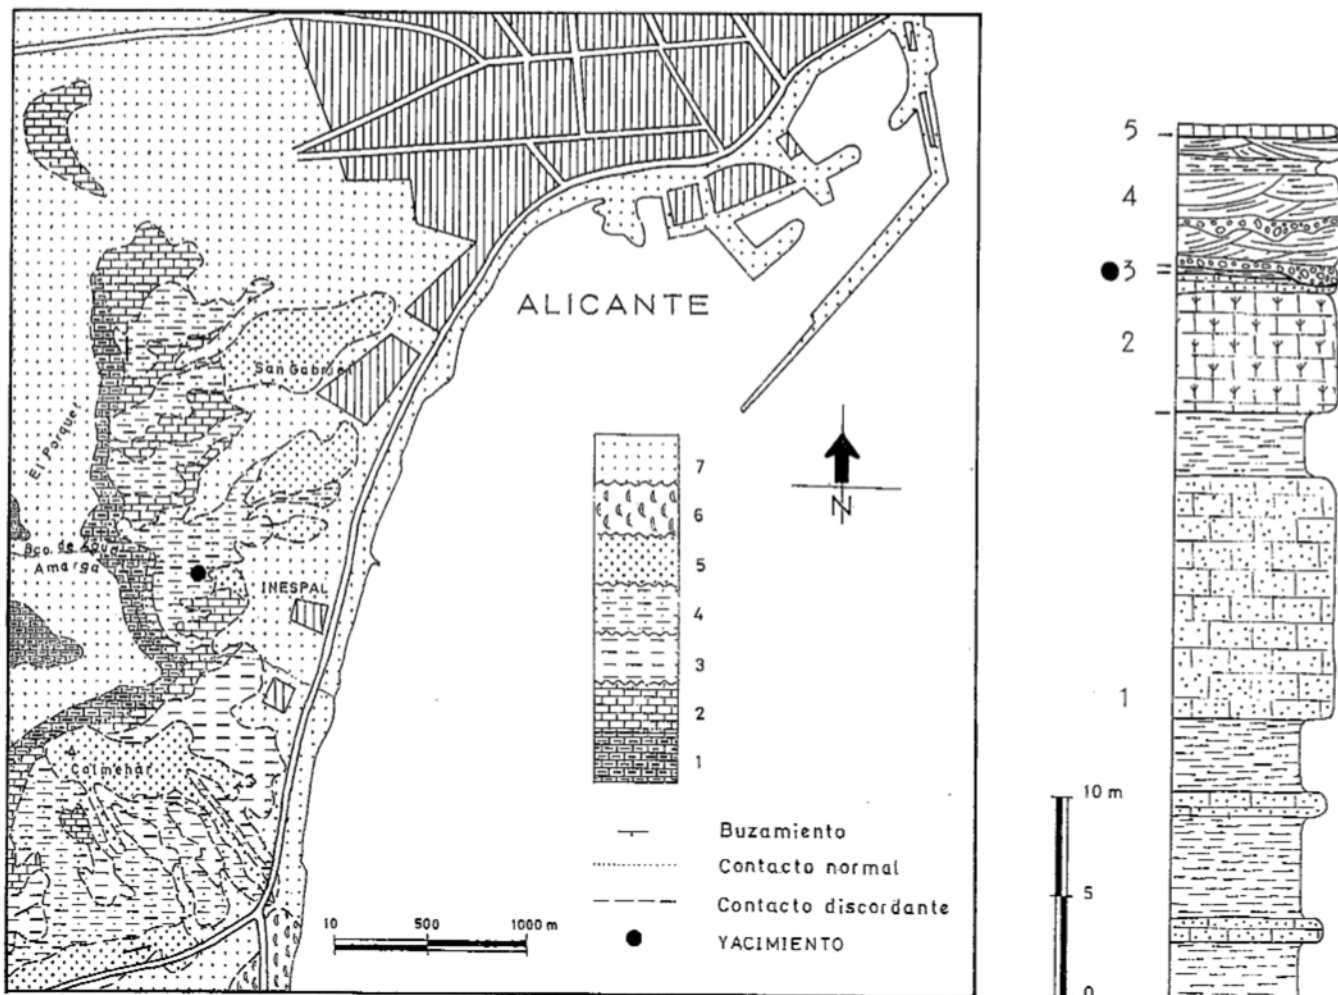 ALICANTE
San Gabriel
El Porquet
Bco. de Agua
Amarga
INESPAL
Colmenar
7
6
5
4
3
2
1
N
Buzamiento
Contacto normal
Contacto discordante
YACIMIENTO
10 500 1000 m
5
4
3
2
1
10 m
5
0